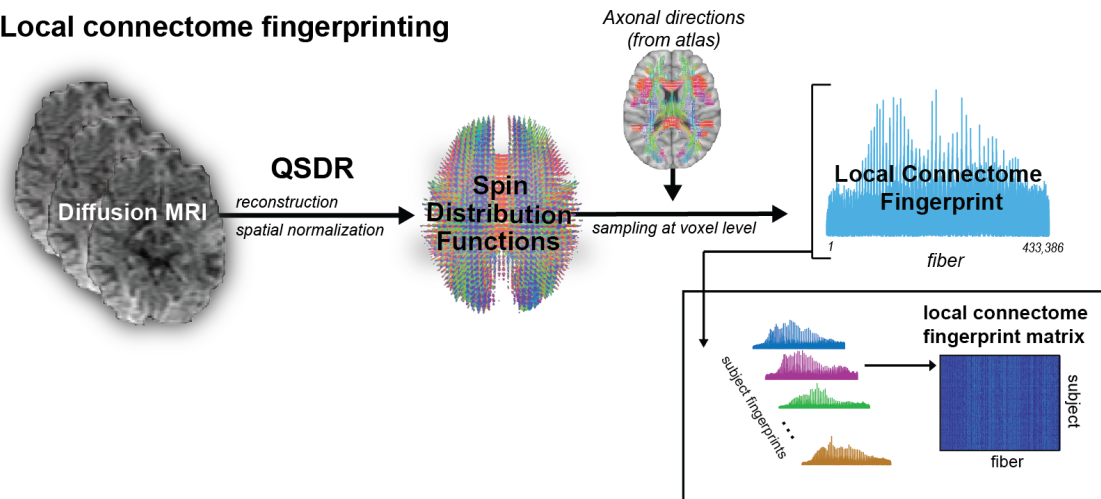 Local connectome fingerprinting
Axonal directions
(from atlas)
Diffusion MRI
QSDR
reconstruction
spatial normalization
Spin
Distribution
Functions
sampling at voxel level
Local Connectome
Fingerprint
1
433,386
fiber
subject fingerprints
...
local connectome
fingerprint matrix
subject
fiber